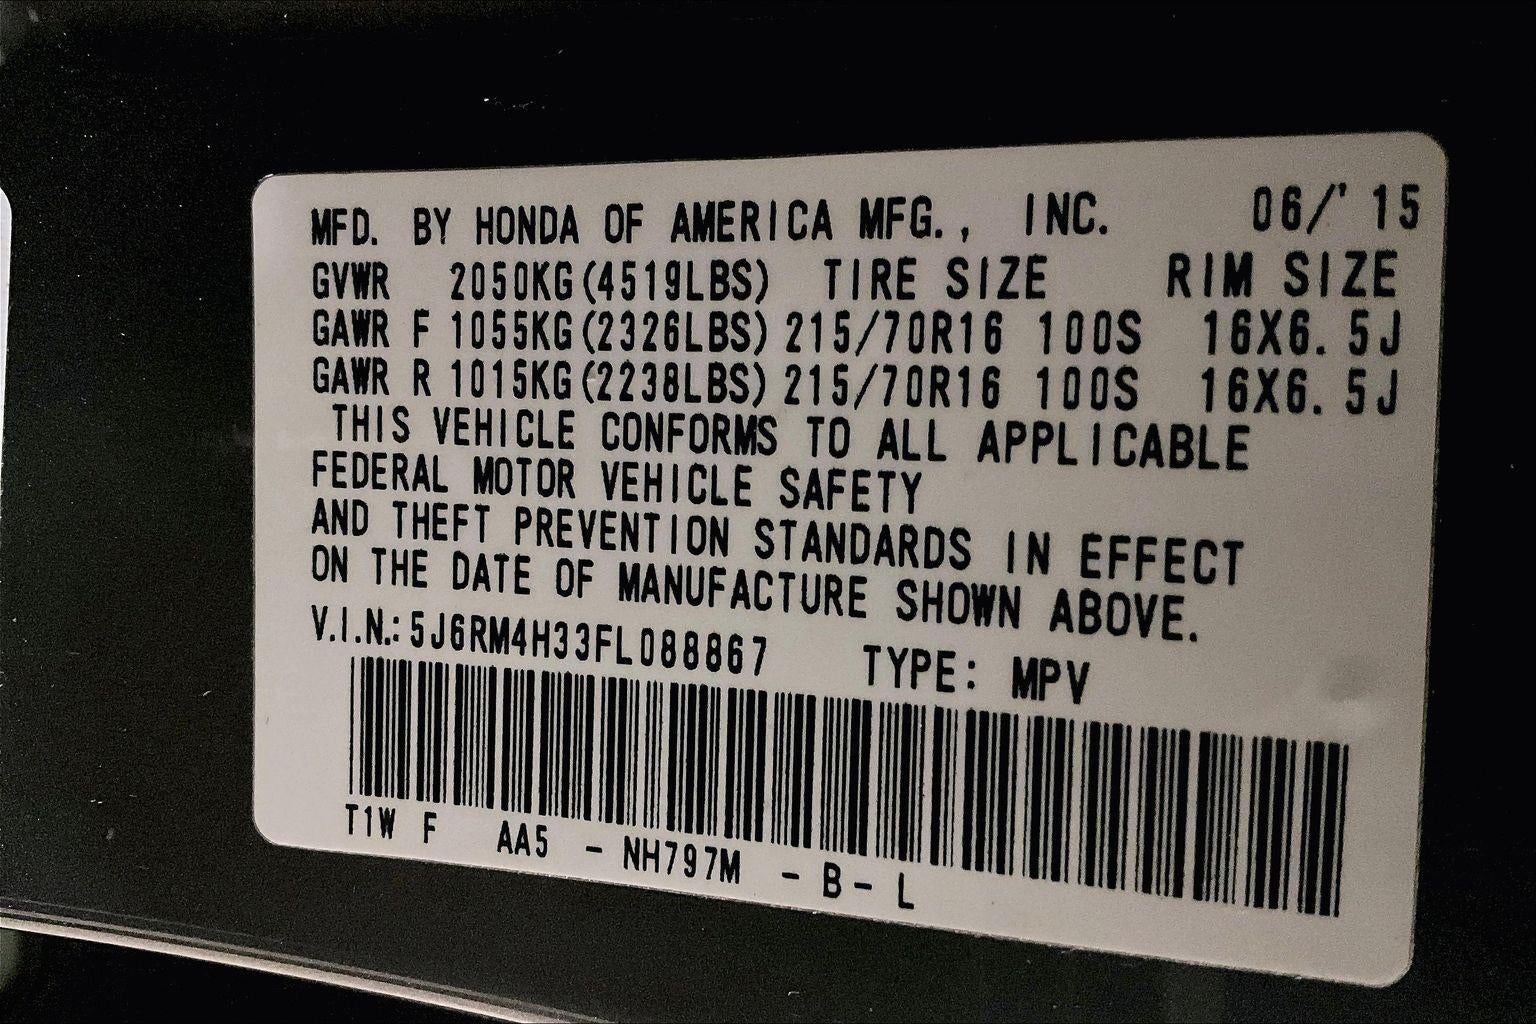 MFD. BY HONDA OF AMERICA MFG., INC. 06/'15
GVWR 2050KG(4519LBS) TIRE SIZE RIM SIZE
GAWR F 1055KG(2326LBS) 215/70R16 100S 16X6.5J
GAWR R 1015KG(2238LBS) 215/70R16 100S 16X6.5J
THIS VEHICLE CONFORMS TO ALL APPLICABLE
FEDERAL MOTOR VEHICLE SAFETY
AND THEFT PREVENTION STANDARDS IN EFFECT
ON THE DATE OF MANUFACTURE SHOWN ABOVE.
V.I.N.: 5J6RM4H33FL088867 TYPE: MPV
T1W F AA5 - NH797M - B - L